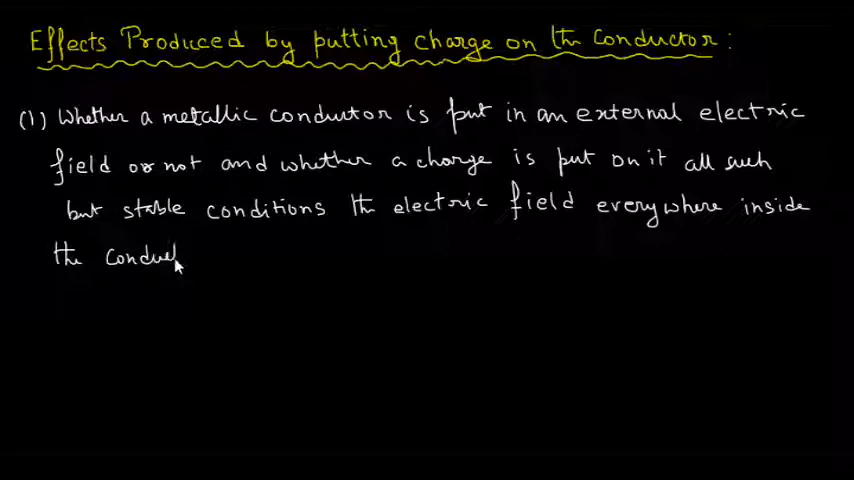 Effects Produced by putting charge on the Conductor :
(1) Whether a metallic conductor is put in an external electric
field or not and whether a charge is put on it all such
but stable conditions the electric field everywhere inside
the conduc